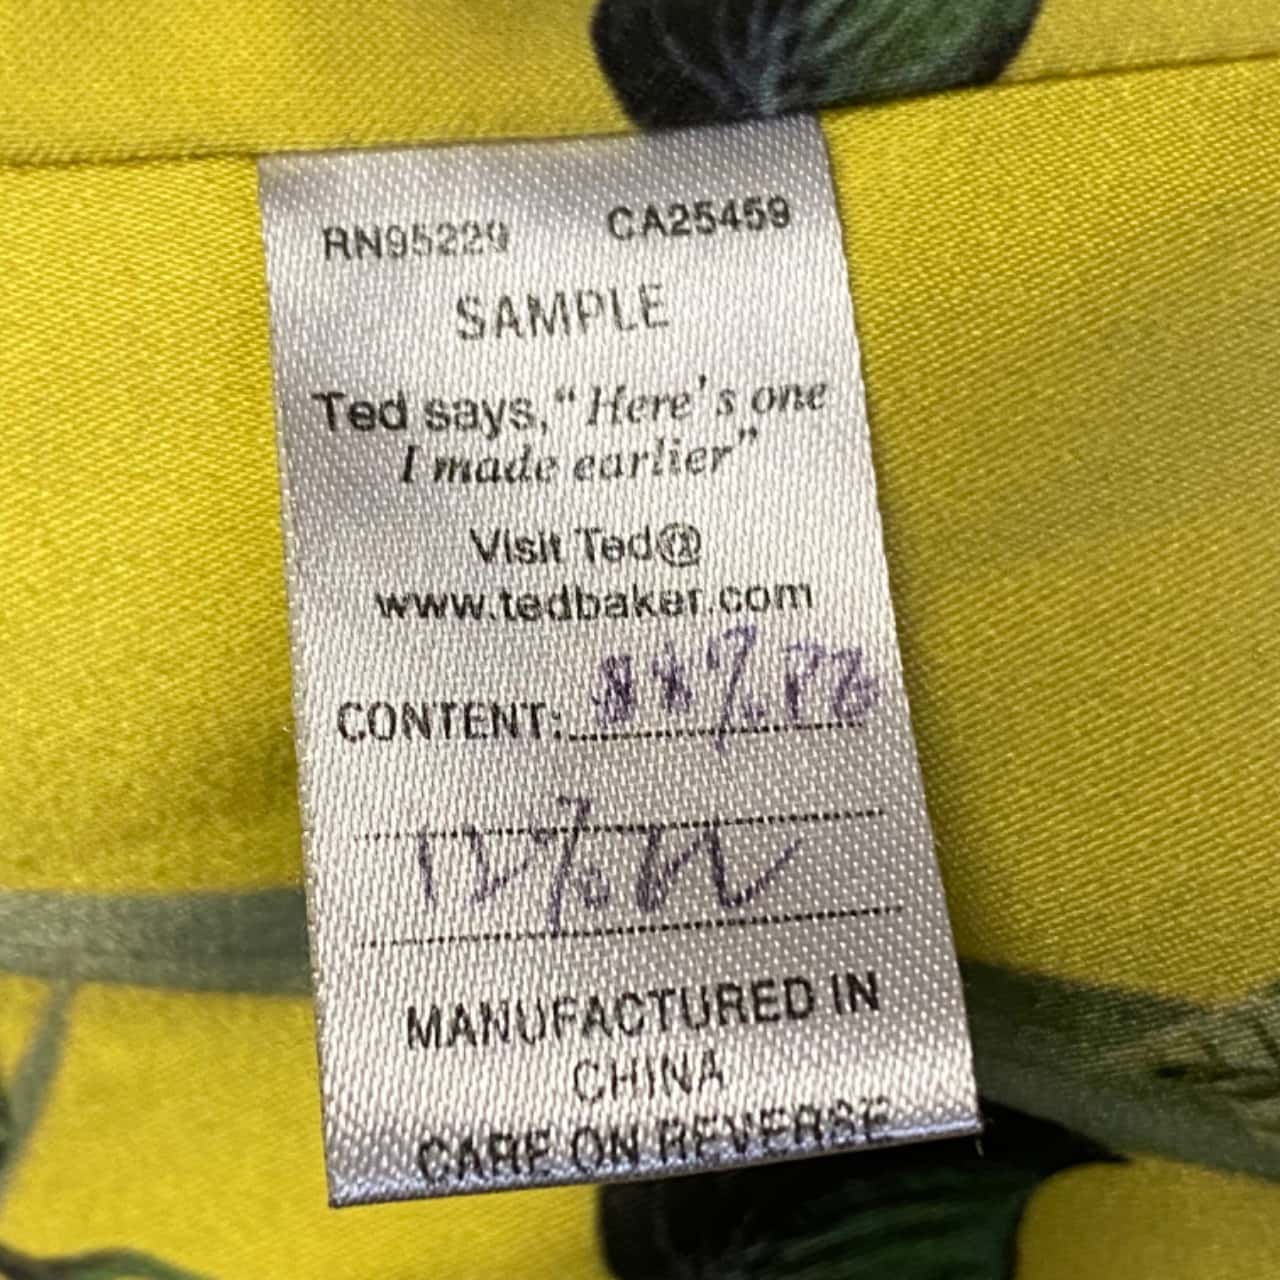 RN95229 CA25459
SAMPLE
Ted says, "Here's one
I made earlier"
Visit Ted@
www.tedbaker.com
CONTENT: 88%
12%
MANUFACTURED IN
CHINA
CARE ON REVERSE